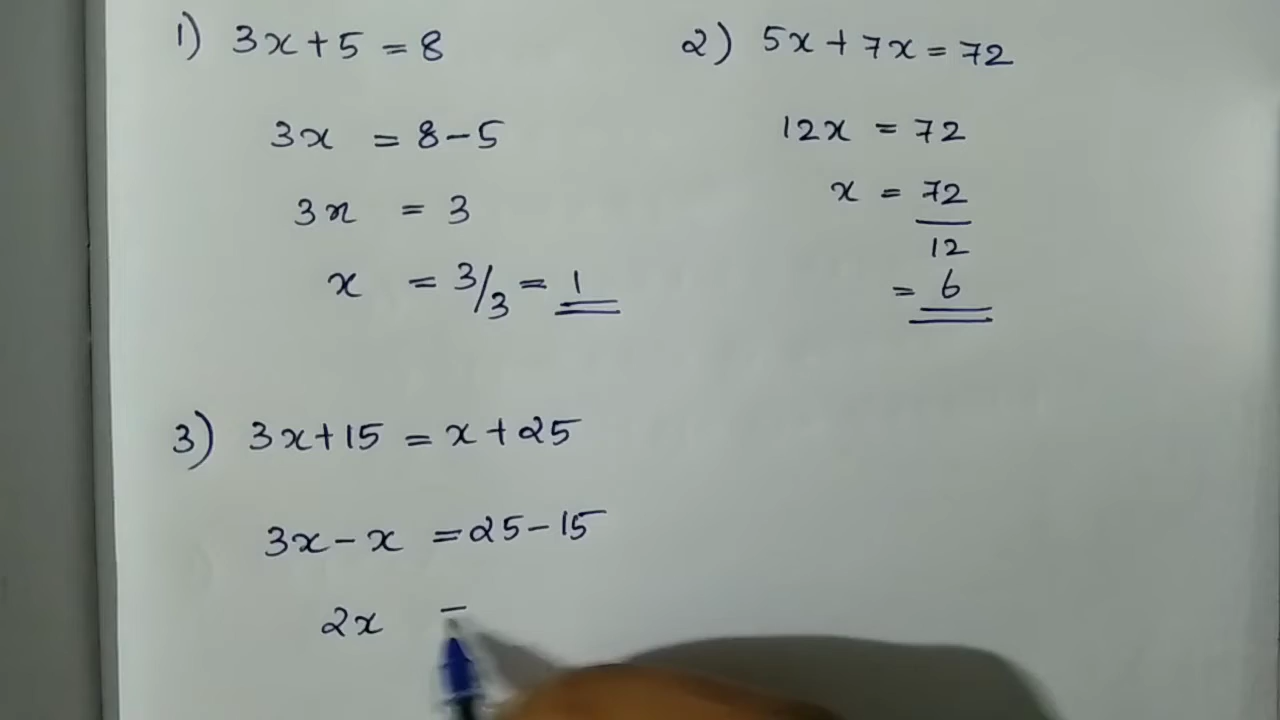 1) 3x+5 = 8
3x = 8-5
3x = 3
x = 3/3 = 1
2) 5x + 7x = 72
12x = 72
x = 72
12
= 6
3) 3x+15 = x+25
3x-x = 25-15
2x